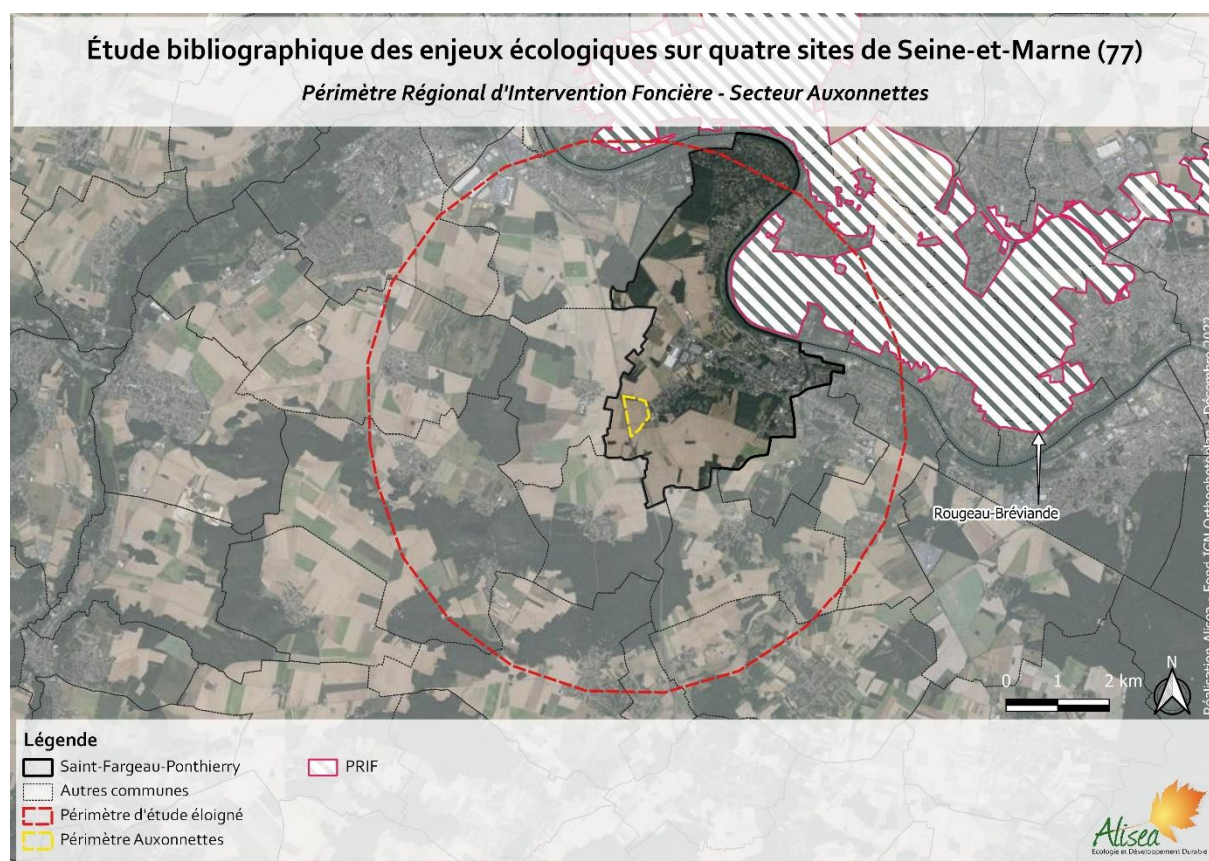 Étude bibliographique des enjeux écologiques sur quatre sites de Seine-et-Marne (77)
Périmètre Régional d'Intervention Foncière - Secteur Auxonnettes
Rougeau-Bréviande
N
0 1 2 km
Légende
Saint-Fargeau-Ponthierry
PRIF
Autres communes
Périmètre d'étude éloigné
Périmètre Auxonnettes
Alisea
Ecologie et Développement Durable